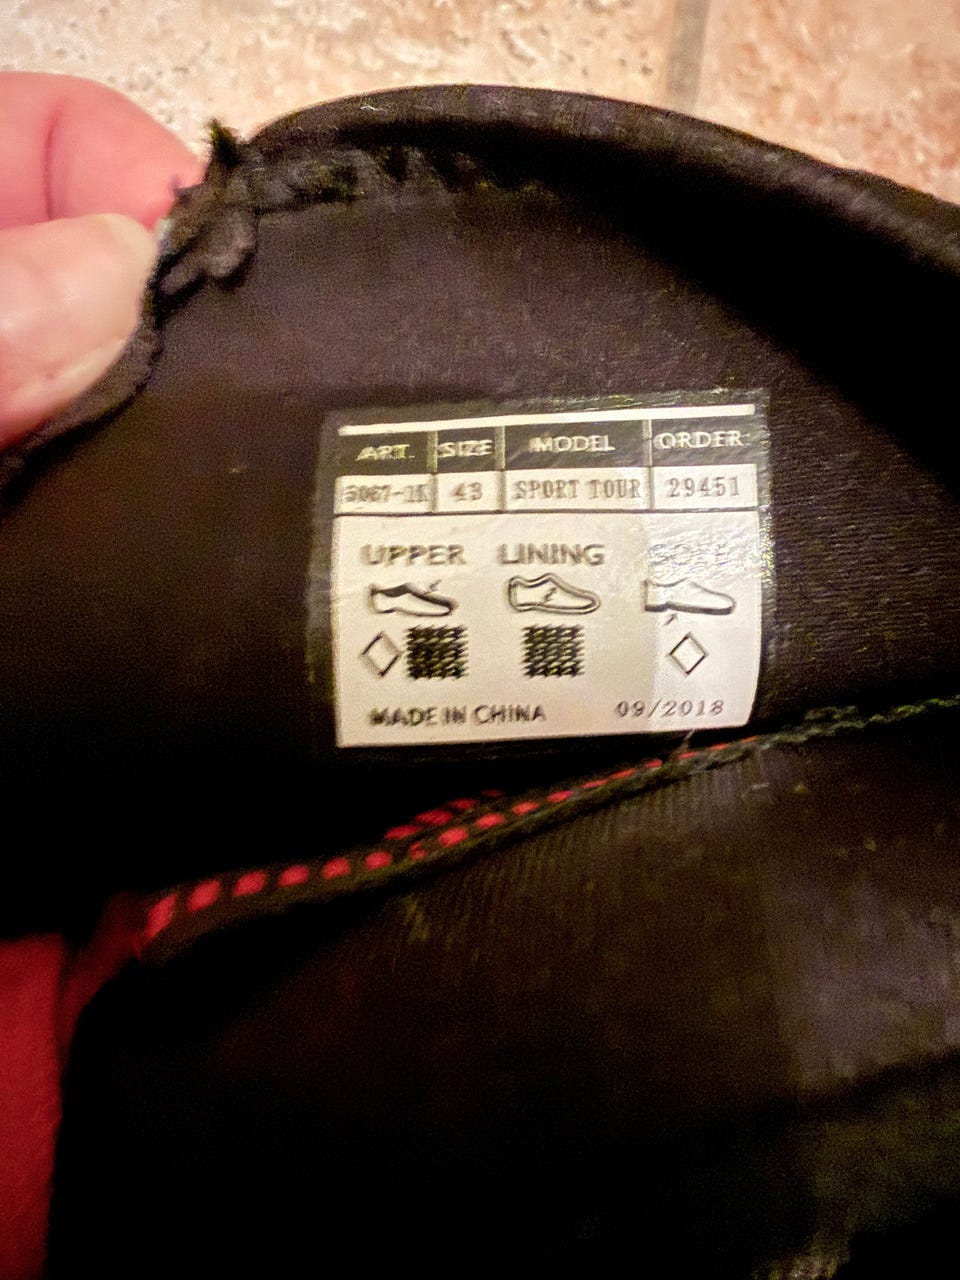 ART. SIZE MODEL ORDER
43 SPORT TOUR 29451
UPPER LINING
MADE IN CHINA 09/2018